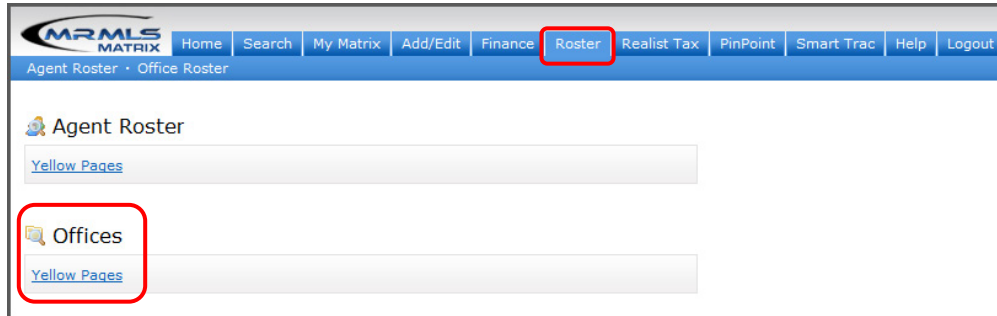 MRMLS
MATRIX
Home Search My Matrix Add/Edit Finance Roster Realist Tax PinPoint Smart Trac Help Logout
Agent Roster · Office Roster
Agent Roster
Yellow Pages
Offices
Yellow Pages